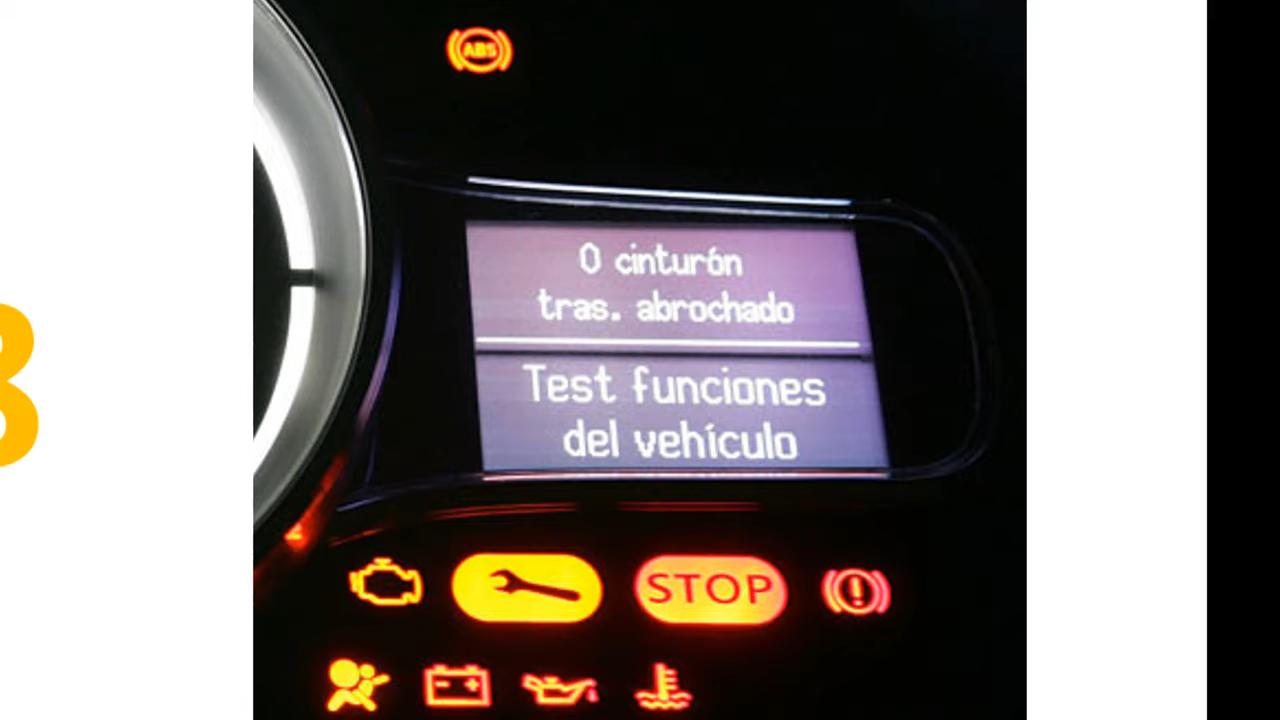 ABS
0 cinturón
tras. abrochado
Test funciones
del vehículo
STOP